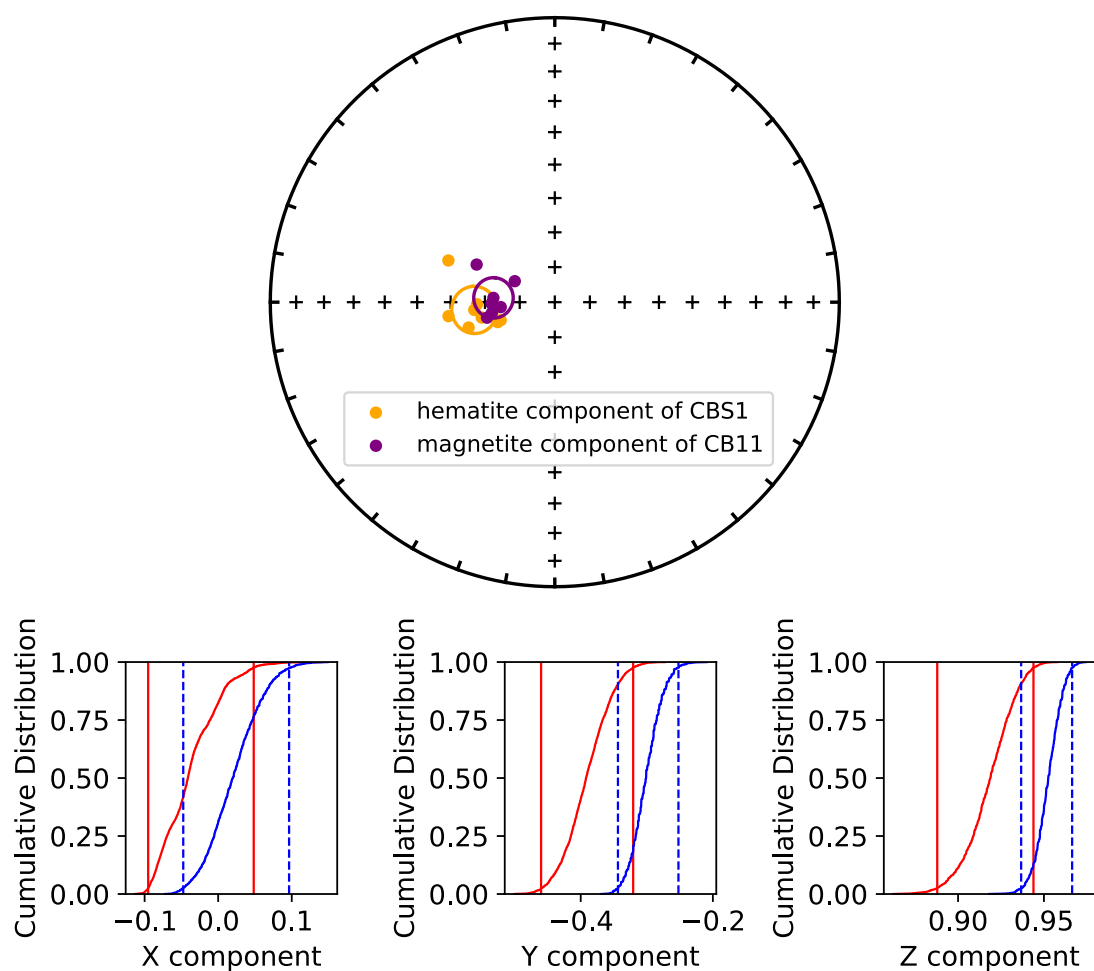 hematite component of CBS1
magnetite component of CB11
Cumulative Distribution
1.00
0.75
0.50
0.25
0.00
−0.1
0.0
0.1
X component
Cumulative Distribution
1.00
0.75
0.50
0.25
0.00
−0.4
−0.2
Y component
Cumulative Distribution
1.00
0.75
0.50
0.25
0.00
0.90
0.95
Z component